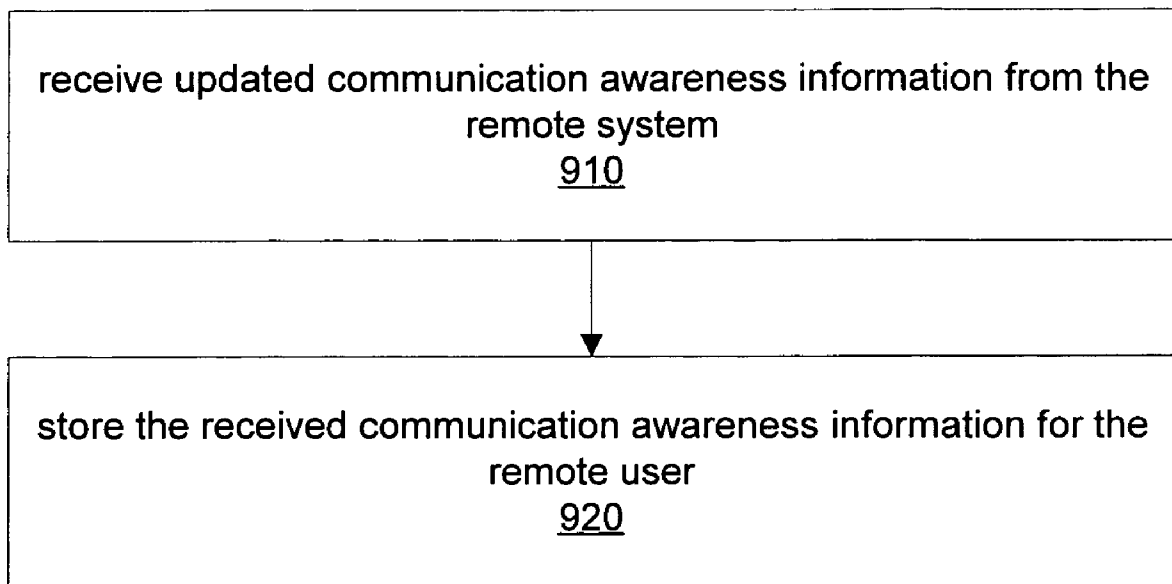 receive updated communication awareness information from the
remote system
910
store the received communication awareness information for the
remote user
920